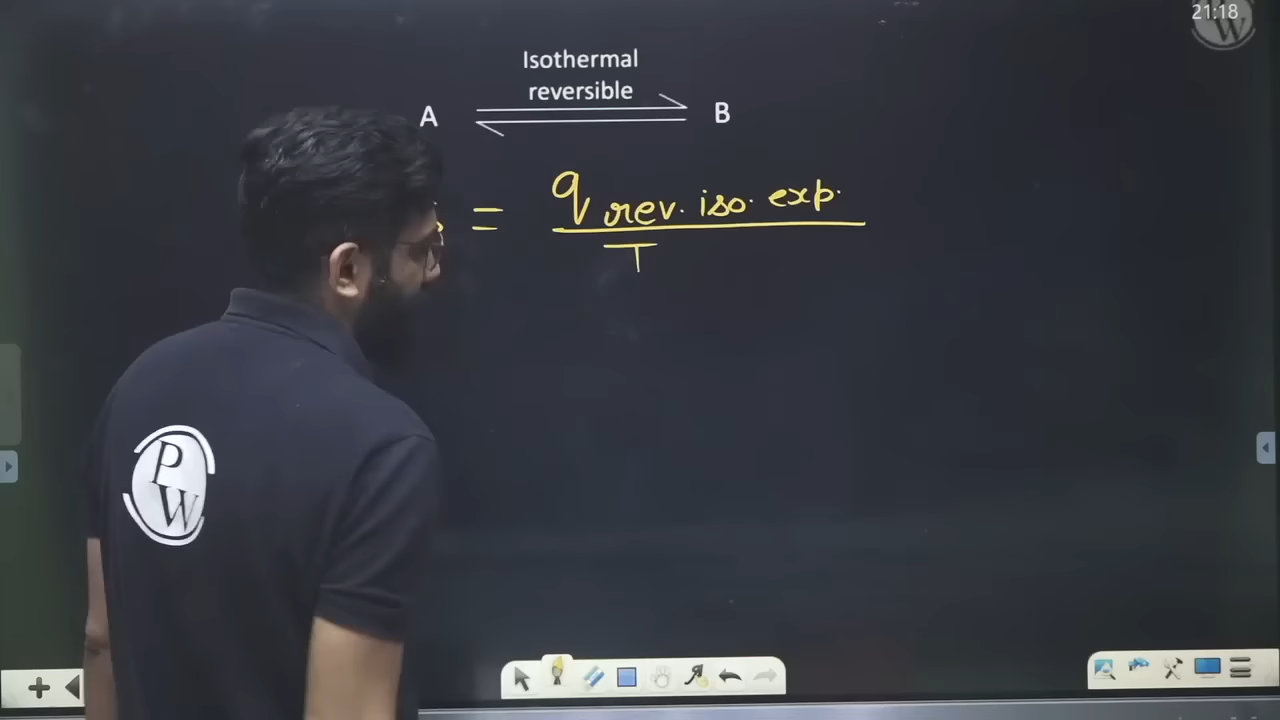 21:18
PW
Isothermal
reversible
A ⇌ B
= q rev. iso. exp.
T
P
W